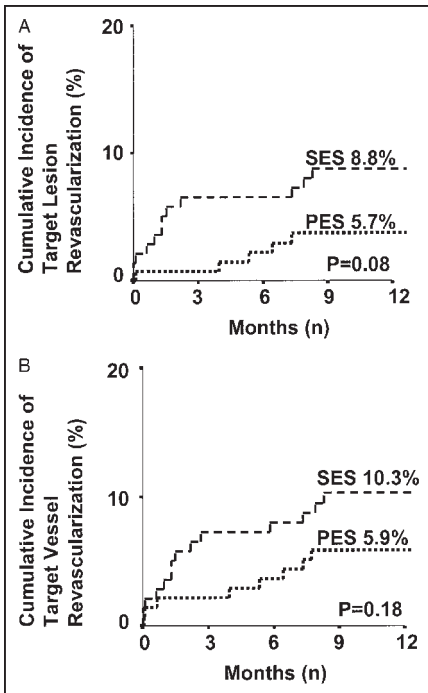 A
Cumulative Incidence of
Target Lesion
Revascularization (%)
20
10
0
SES 8.8%
PES 5.7%
P=0.08
3 6 9 12
Months (n)
B
Cumulative Incidence of
Target Vessel
Revascularization (%)
20
10
0
SES 10.3%
PES 5.9%
P=0.18
0 3 6 9 12
Months (n)